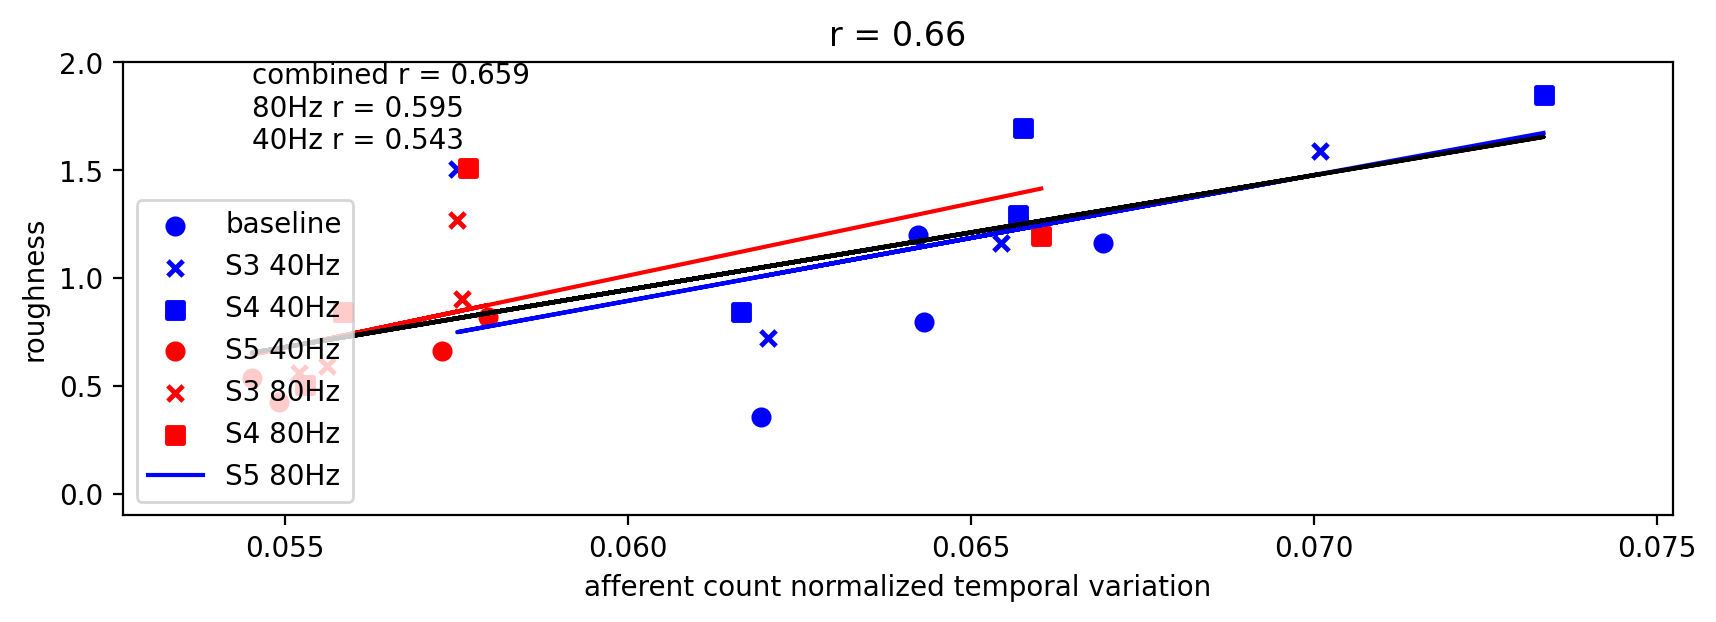 r = 0.66
combined r = 0.659
80Hz r = 0.595
40Hz r = 0.543
2.0
1.5
1.0
0.5
0.0
roughness
baseline
S3 40Hz
S4 40Hz
S5 40Hz
S3 80Hz
S4 80Hz
S5 80Hz
0.055 0.060 0.065 0.070 0.075
afferent count normalized temporal variation